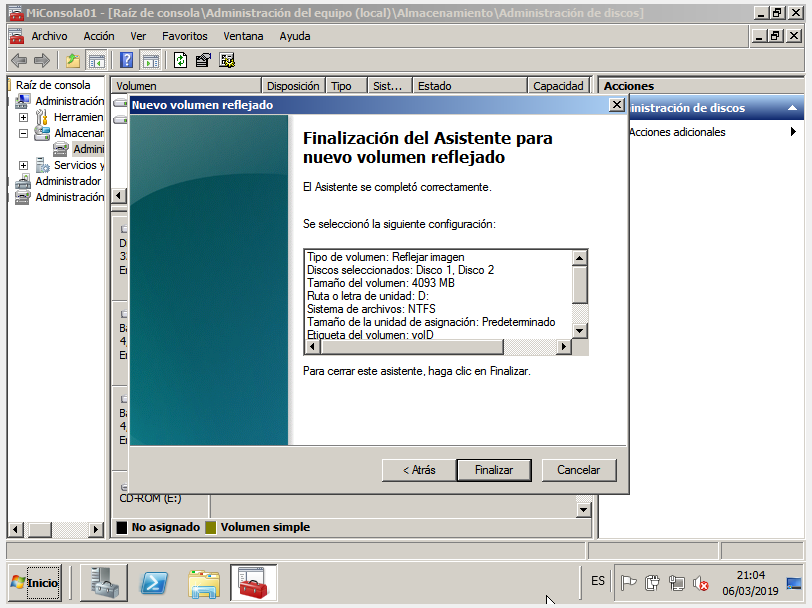 MiConsola01 - [Raíz de consola\Administración del equipo (local)\Almacenamiento\Administración de discos]
Archivo Acción Ver Favoritos Ventana Ayuda
Raíz de consola
Administración
Herramien
Almacenar
Admini
Servicios y
Administrador
Administración
Volumen Disposición Tipo Sist... Estado Capacidad
Acciones
inistración de discos
Acciones adicionales
Nuevo volumen reflejado
Finalización del Asistente para
nuevo volumen reflejado
El Asistente se completó correctamente.
Se seleccionó la siguiente configuración:
Tipo de volumen: Reflejar imagen
Discos seleccionados: Disco 1, Disco 2
Tamaño del volumen: 4093 MB
Ruta o letra de unidad: D:
Sistema de archivos: NTFS
Tamaño de la unidad de asignación: Predeterminado
Etiqueta del volumen: volD
Para cerrar este asistente, haga clic en Finalizar.
< Atrás Finalizar Cancelar
CD-ROM (E:)
No asignado Volumen simple
Inicio
ES
21:04
06/03/2019